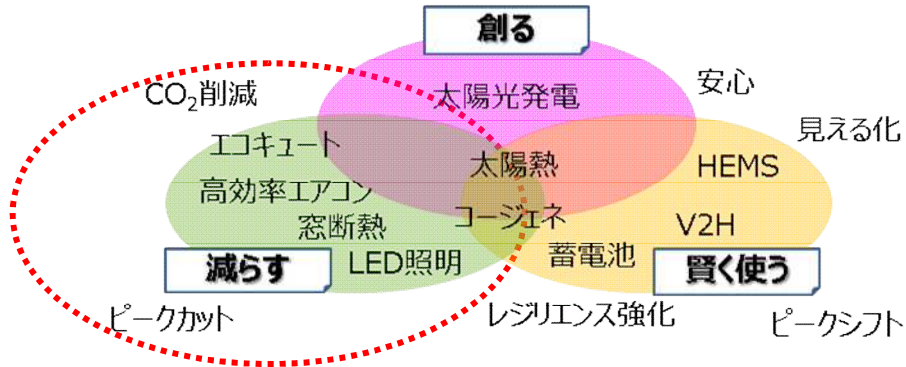 創る
CO2削減
太陽光発電
安心
見える化
エコキュート
太陽熱
HEMS
高効率エアコン
コージェネ
窓断熱
V2H
減らす
LED照明
蓄電池
賢く使う
ピークカット
レジリエンス強化
ピークシフト